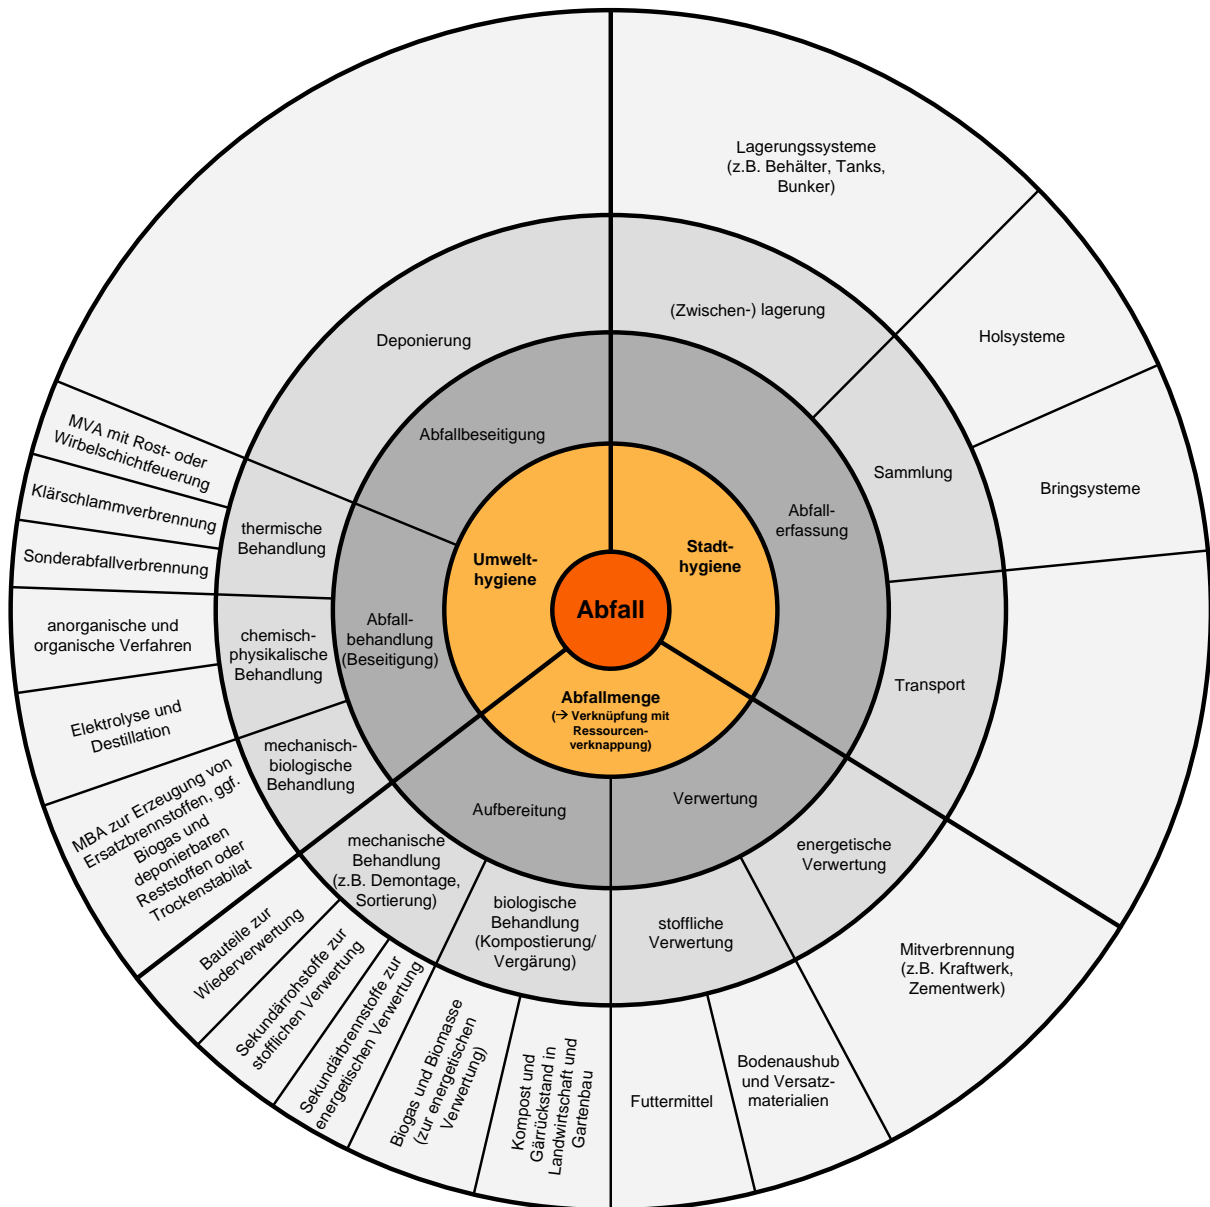 Abfall
Stadt-
hygiene
Umwelt-
hygiene
Abfallmenge
(→ Verknüpfung mit
Ressourcen-
verknappung)
Abfall-
erfassung
(Zwischen-) lagerung
Lagerungssysteme
(z.B. Behälter, Tanks,
Bunker)
Sammlung
Holsysteme
Bringsysteme
Transport
Verwertung
energetische
Verwertung
Mitverbrennung
(z.B. Kraftwerk,
Zementwerk)
stoffliche
Verwertung
Bodenaushub
und Versatz-
materialien
Futtermittel
Aufbereitung
biologische
Behandlung
(Kompostierung/
Vergärung)
Kompost und
Gärrückstand in
Landwirtschaft und
Gartenbau
Biogas und Biomasse
(zur energetischen
Verwertung)
mechanische
Behandlung
(z.B. Demontage,
Sortierung)
Sekundärbrennstoffe zur
energetischen Verwertung
Sekundärrohstoffe zur
stofflichen Verwertung
Bauteile zur
Wiederverwertung
Abfall-
behandlung
(Beseitigung)
mechanisch-
biologische
Behandlung
MBA zur Erzeugung von
Ersatzbrennstoffen, ggf.
Biogas und
deponierbaren
Reststoffen oder
Trockenstabilat
chemisch-
physikalische
Behandlung
Elektrolyse und
Destillation
anorganische und
organische Verfahren
thermische
Behandlung
Sonderabfallverbrennung
Klärschlammverbrennung
MVA mit Rost- oder
Wirbelschichtfeuerung
Abfallbeseitigung
Deponierung